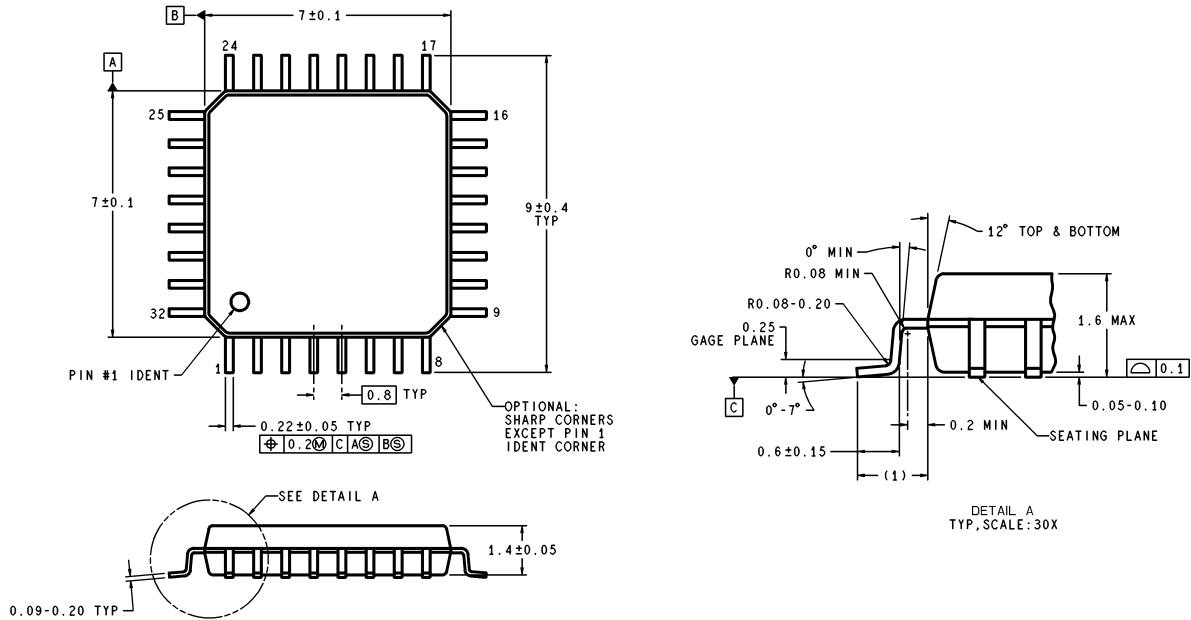 B
7±0.1
24
17
A
25
16
7±0.1
9±0.4
TYP
32
9
1
8
PIN #1 IDENT
0.8 TYP
0.22±0.05 TYP
⌖ 0.2Ⓜ C AⓈ BⓈ
OPTIONAL:
SHARP CORNERS
EXCEPT PIN 1
IDENT CORNER
SEE DETAIL A
1.4±0.05
0.09-0.20 TYP
12° TOP & BOTTOM
0° MIN
R0.08 MIN
R0.08-0.20
0.25
GAGE PLANE
1.6 MAX
⌓ 0.1
C
0°-7°
0.05-0.10
0.2 MIN
SEATING PLANE
0.6±0.15
(1)
DETAIL A
TYP,SCALE:30X